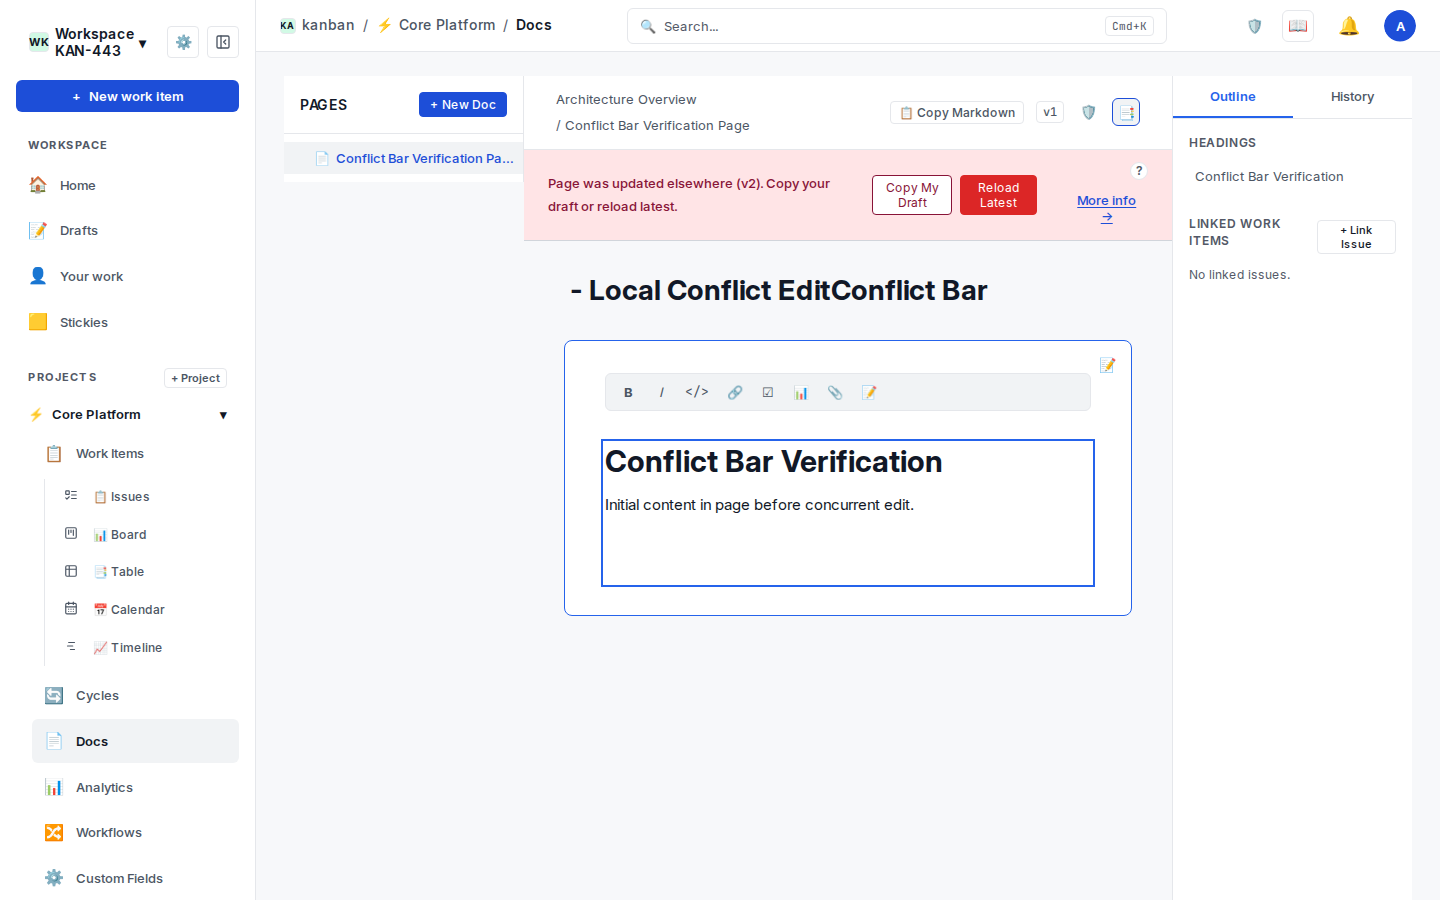 WK Workspace KAN-443 ▾
+ New work item
WORKSPACE
Home
Drafts
Your work
Stickies
PROJECTS + Project
Core Platform ▾
Work Items
Issues
Board
Table
Calendar
Timeline
Cycles
Docs
Analytics
Workflows
Custom Fields
KA kanban / Core Platform / Docs
Search... Cmd+K
A
PAGES + New Doc
Conflict Bar Verification Pa...
Architecture Overview
/ Conflict Bar Verification Page
Copy Markdown v1
Page was updated elsewhere (v2). Copy your
draft or reload latest.
Copy My
Draft
Reload
Latest
?
More info
→
- Local Conflict EditConflict Bar
B I </>
Conflict Bar Verification
Initial content in page before concurrent edit.
Outline History
HEADINGS
Conflict Bar Verification
LINKED WORK
ITEMS
+ Link
Issue
No linked issues.